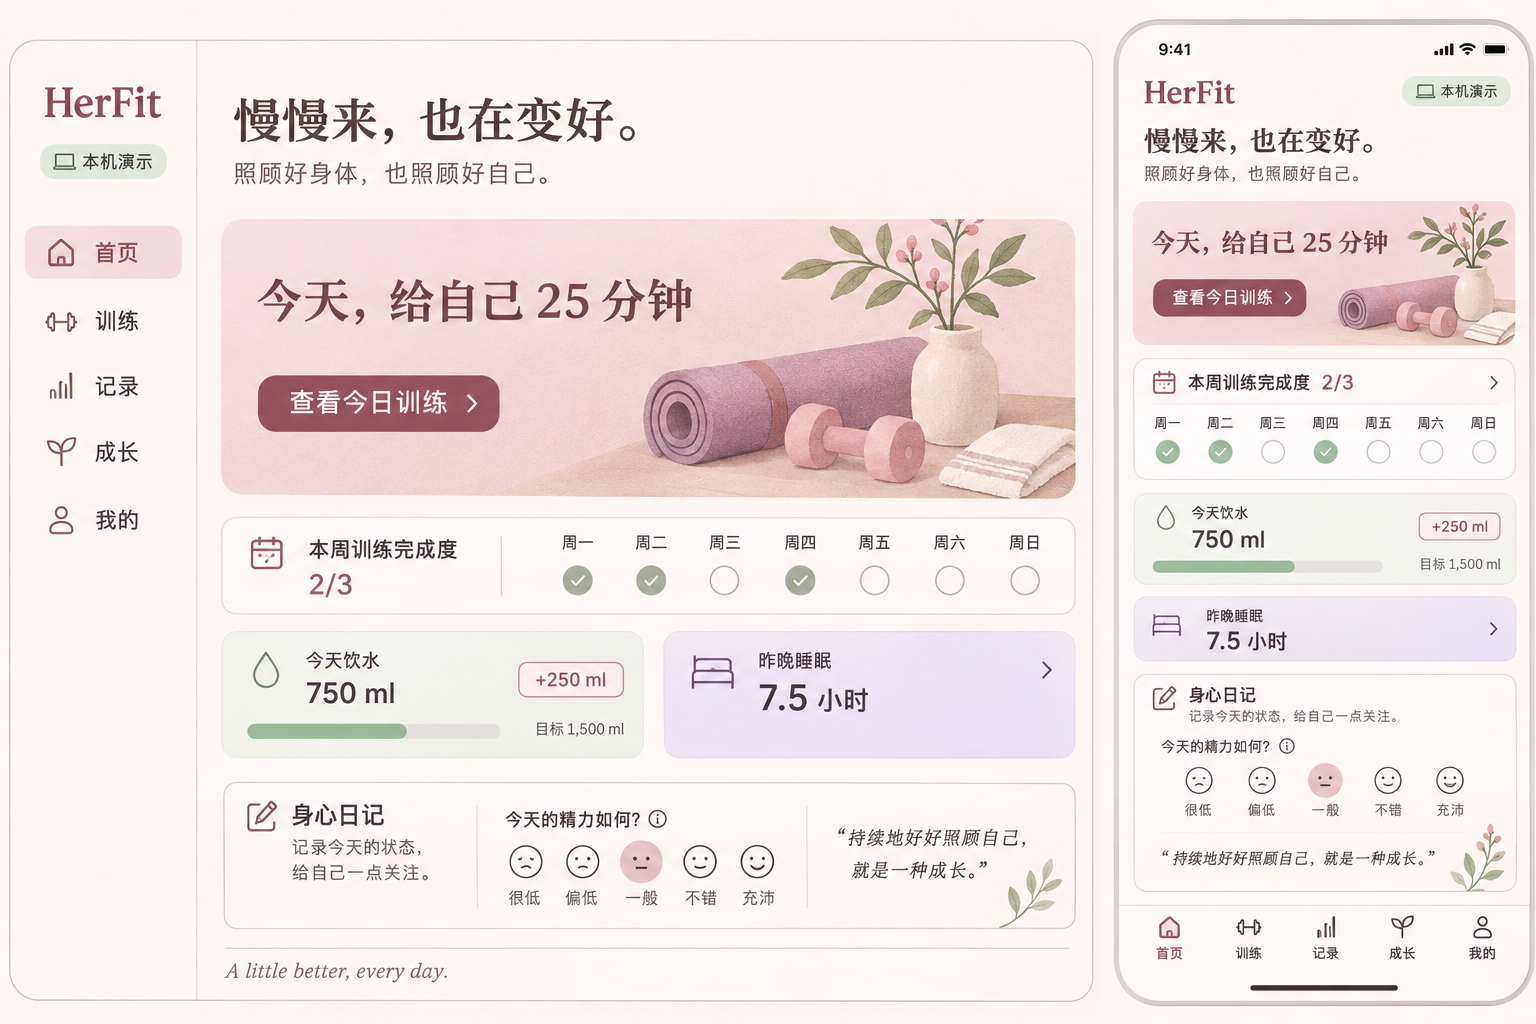 HerFit
本机演示
首页
训练
记录
成长
我的
慢慢来，也在变好。
照顾好身体，也照顾好自己。
今天，给自己 25 分钟
查看今日训练
本周训练完成度
2/3
周一 周二 周三 周四 周五 周六 周日
今天饮水
750 ml
+250 ml
目标 1,500 ml
昨晚睡眠
7.5 小时
身心日记
记录今天的状态，
给自己一点关注。
今天的精力如何？
很低 偏低 一般 不错 充沛
“持续地好好照顾自己，
就是一种成长。”
A little better, every day.
9:41
HerFit
本机演示
慢慢来，也在变好。
照顾好身体，也照顾好自己。
今天，给自己 25 分钟
查看今日训练
本周训练完成度 2/3
周一 周二 周三 周四 周五 周六 周日
今天饮水
750 ml
+250 ml
目标 1,500 ml
昨晚睡眠
7.5 小时
身心日记
记录今天的状态，给自己一点关注。
今天的精力如何？
很低 偏低 一般 不错 充沛
“持续地好好照顾自己，就是一种成长。”
首页 训练 记录 成长 我的